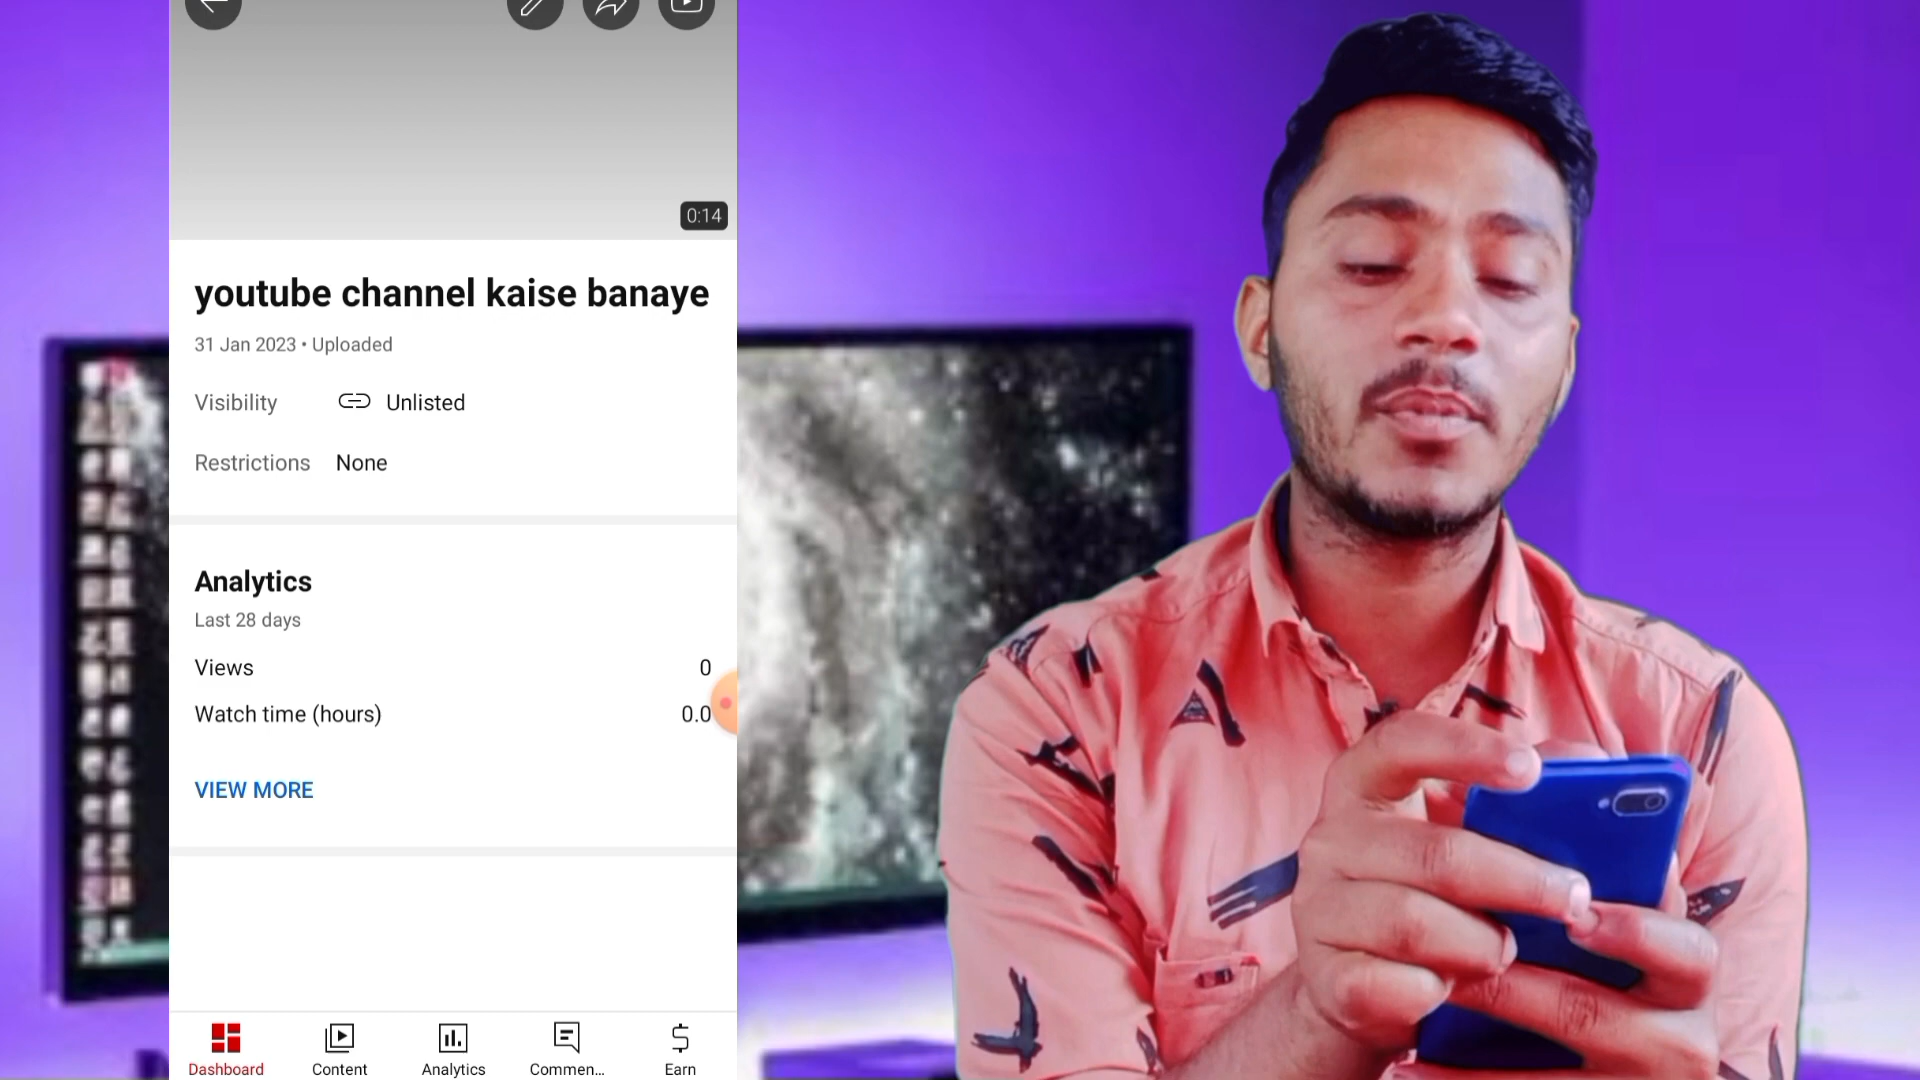 0:14
youtube channel kaise banaye
31 Jan 2023 • Uploaded
Visibility Unlisted
Restrictions None
Analytics
Last 28 days
Views 0
Watch time (hours) 0.0
VIEW MORE
Dashboard Content Analytics Commen... Earn